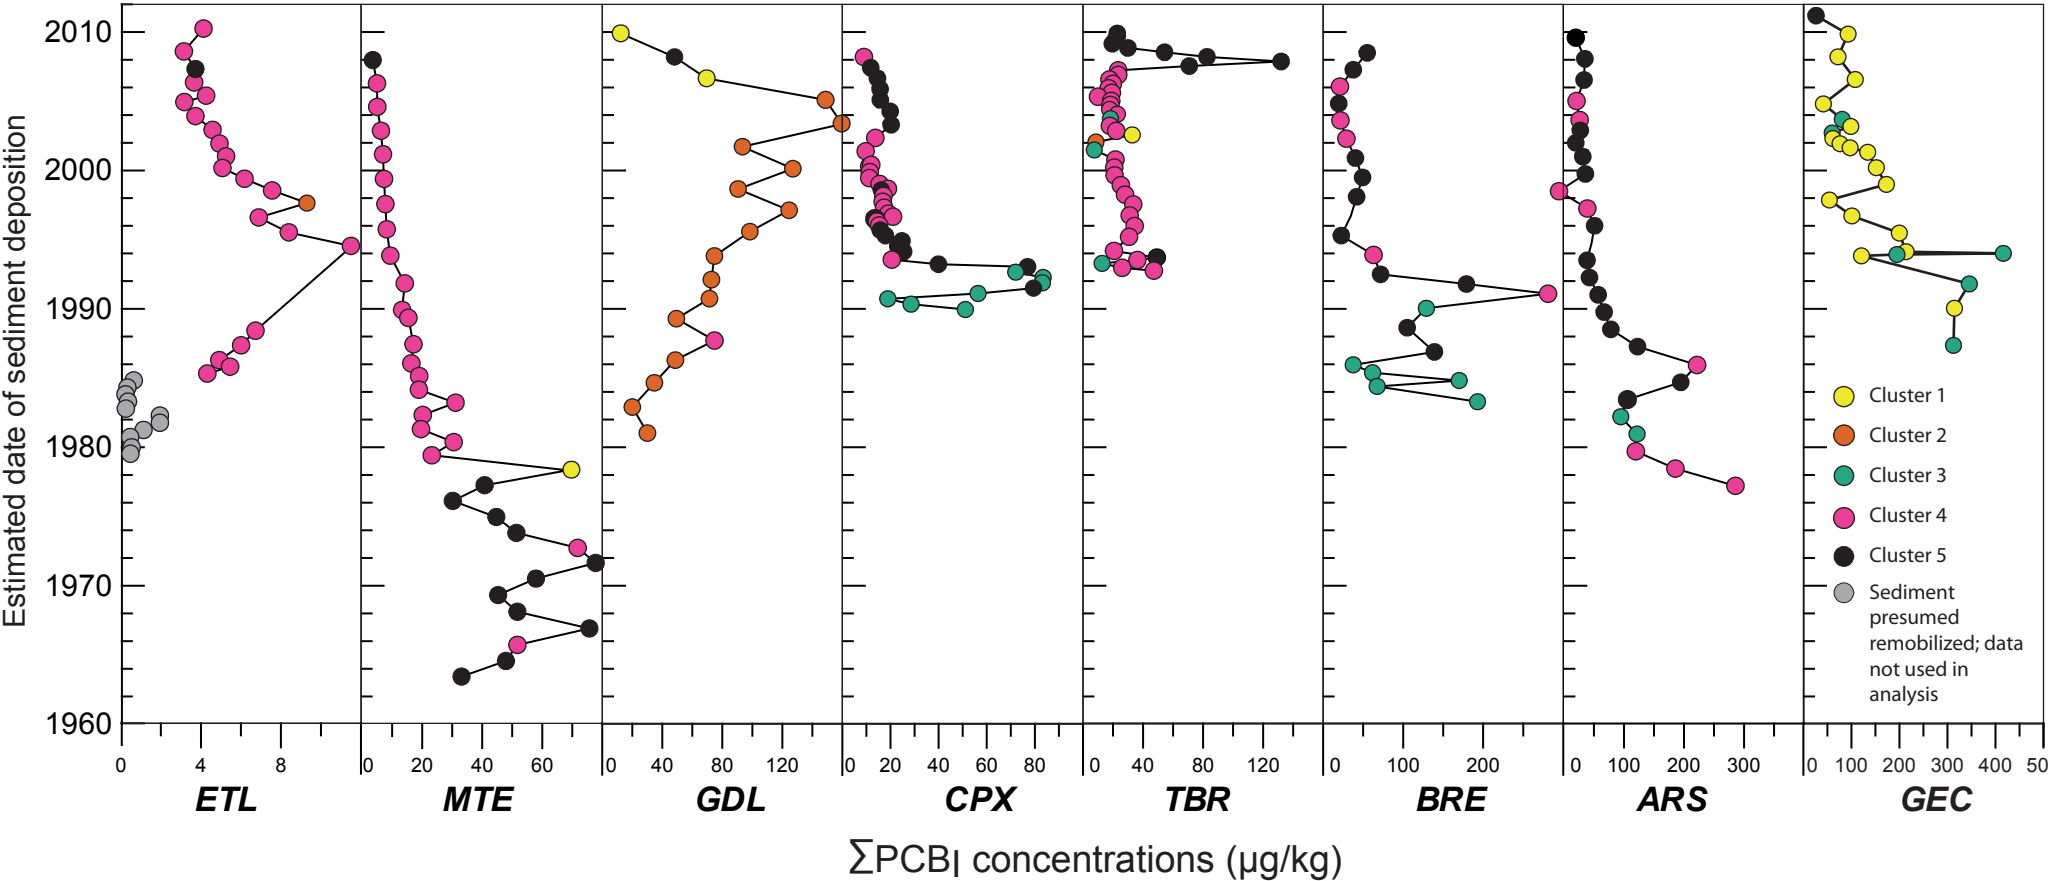 Estimated date of sediment deposition
2010
2000
1990
1980
1970
1960
Cluster 1
Cluster 2
Cluster 3
Cluster 4
Cluster 5
Sediment
presumed
remobilized; data
not used in
analysis
0 4 8 0 20 40 60 0 40 80 120 0 20 40 60 80 0 40 80 120 0 100 200 0 100 200 300 0 100 200 300 400 50
ETL MTE GDL CPX TBR BRE ARS GEC
∑PCBI concentrations (µg/kg)